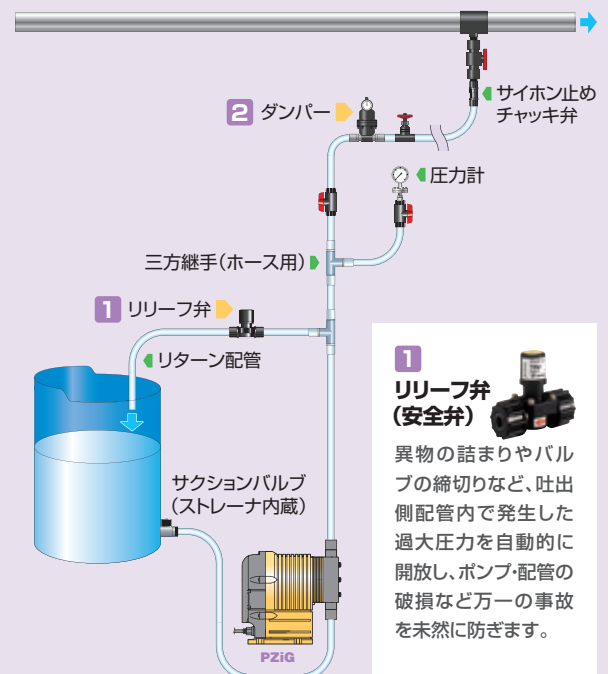 サイホン止め
チャッキ弁
2 ダンパー
圧力計
三方継手(ホース用)
1 リリーフ弁
リターン配管
サクションバルブ
(ストレーナ内蔵)
PZiG
1
リリーフ弁
(安全弁)
異物の詰まりやバル
ブの締切りなど、吐出
側配管内で発生した
過大圧力を自動的に
開放し、ポンプ・配管の
破損など万一の事故
を未然に防ぎます。